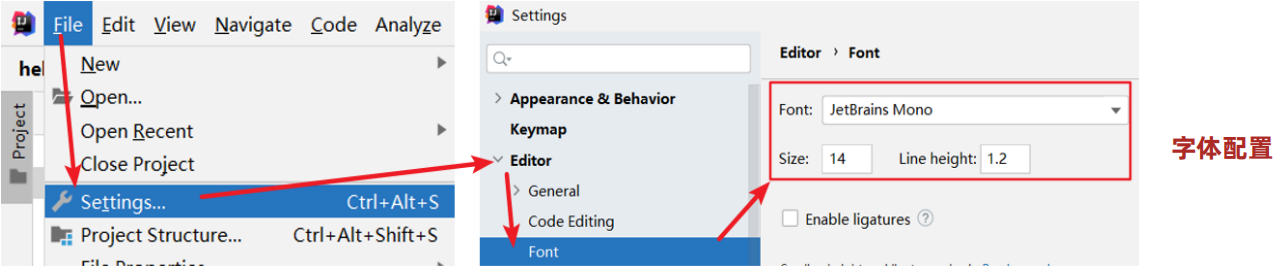 File Edit View Navigate Code Analyze
hel
Project
New
Open...
Open Recent
Close Project
Settings... Ctrl+Alt+S
Project Structure... Ctrl+Alt+Shift+S
File Properties
Settings
Appearance & Behavior
Keymap
Editor
General
Code Editing
Font
Editor › Font
Font: JetBrains Mono
Size: 14 Line height: 1.2
Enable ligatures ?
字体配置